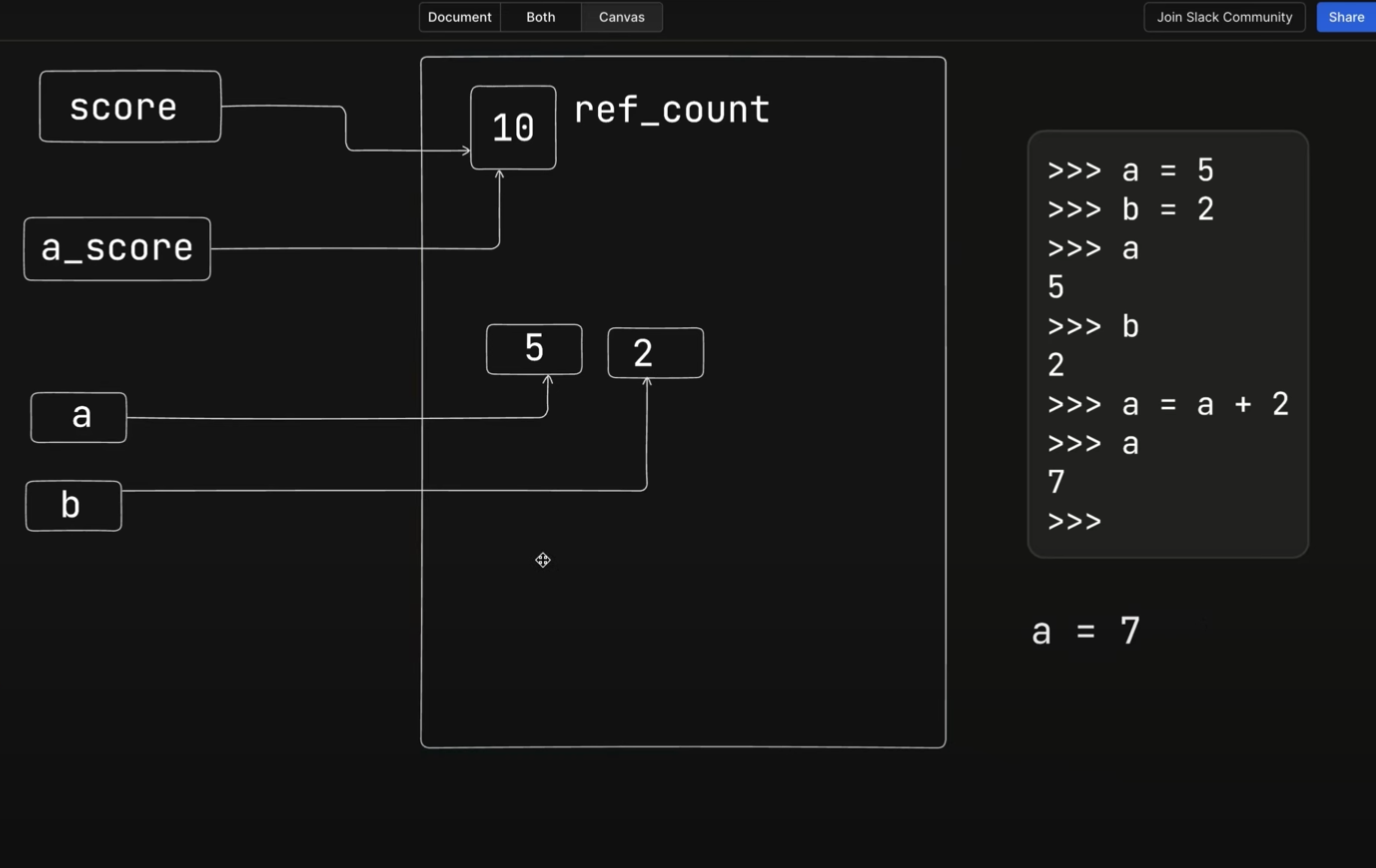 Document Both Canvas
Join Slack Community Share
score
10 ref_count
a_score
5 2
a
b
>>> a = 5
>>> b = 2
>>> a
5
>>> b
2
>>> a = a + 2
>>> a
7
>>>
a = 7